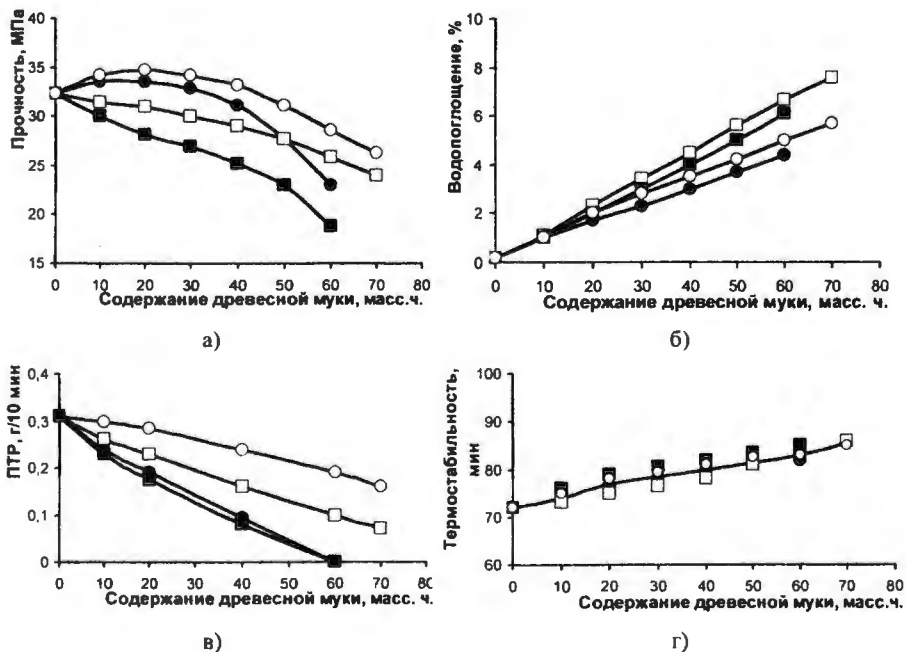 Прочность, МПа
40
35
30
25
20
15
0 10 20 30 40 50 60 70 80
Содержание древесной муки, масс.ч.
а)
Водопоглощение, %
10
8
6
4
2
0
0 10 20 30 40 50 60 70 80
Содержание древесной муки, масс. ч.
б)
ПТР, г/10 мин
0,4
0,3
0,2
0,1
0
0 10 20 30 40 50 60 70 80
Содержание древесной муки, масс. ч.
в)
Термостабильность,
мин
100
90
80
70
60
0 10 20 30 40 50 60 70 80
Содержание древесной муки, масс.ч.
г)